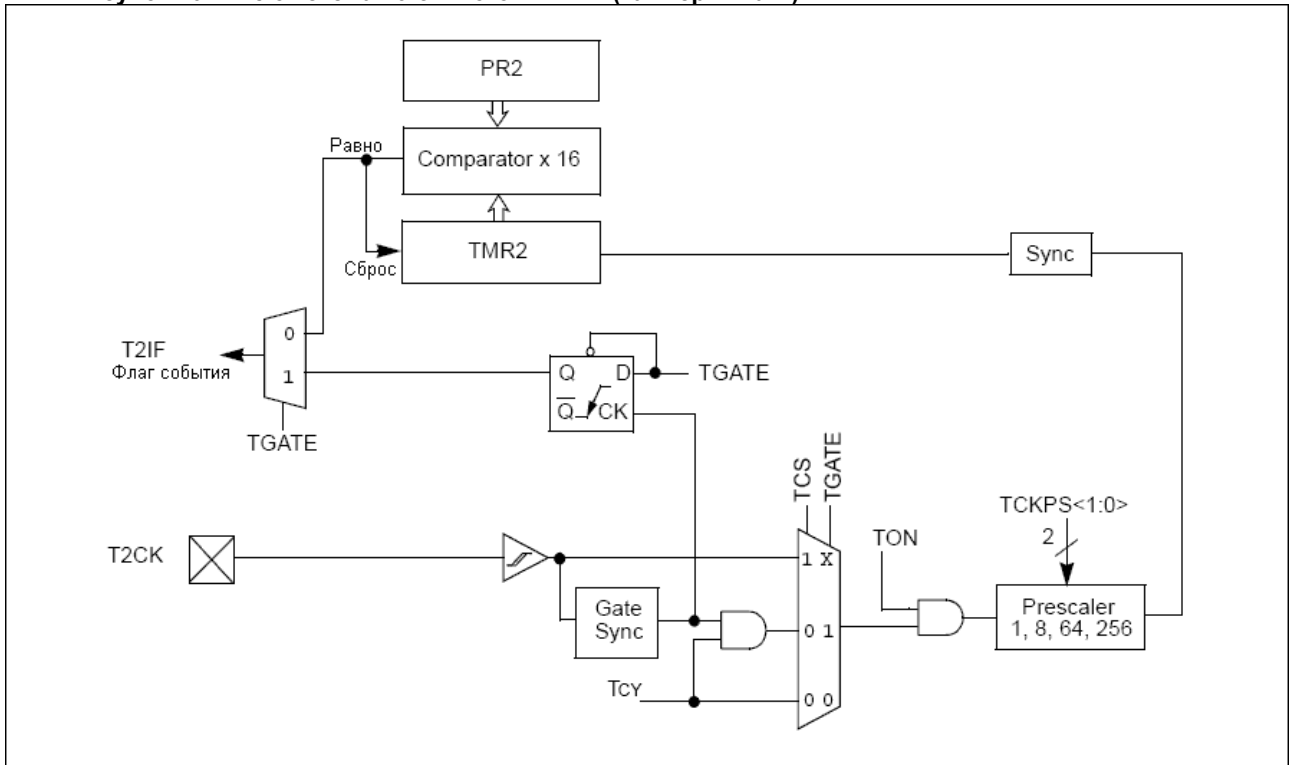 PR2
Равно
Comparator x 16
TMR2
Сброс
Sync
0
T2IF
Флаг события
1
Q D
TGATE
Q CK
TGATE
TCS
TGATE
TCKPS<1:0>
2
TON
T2CK
1 X
Gate
Sync
0 1
Prescaler
1, 8, 64, 256
TCY
0 0